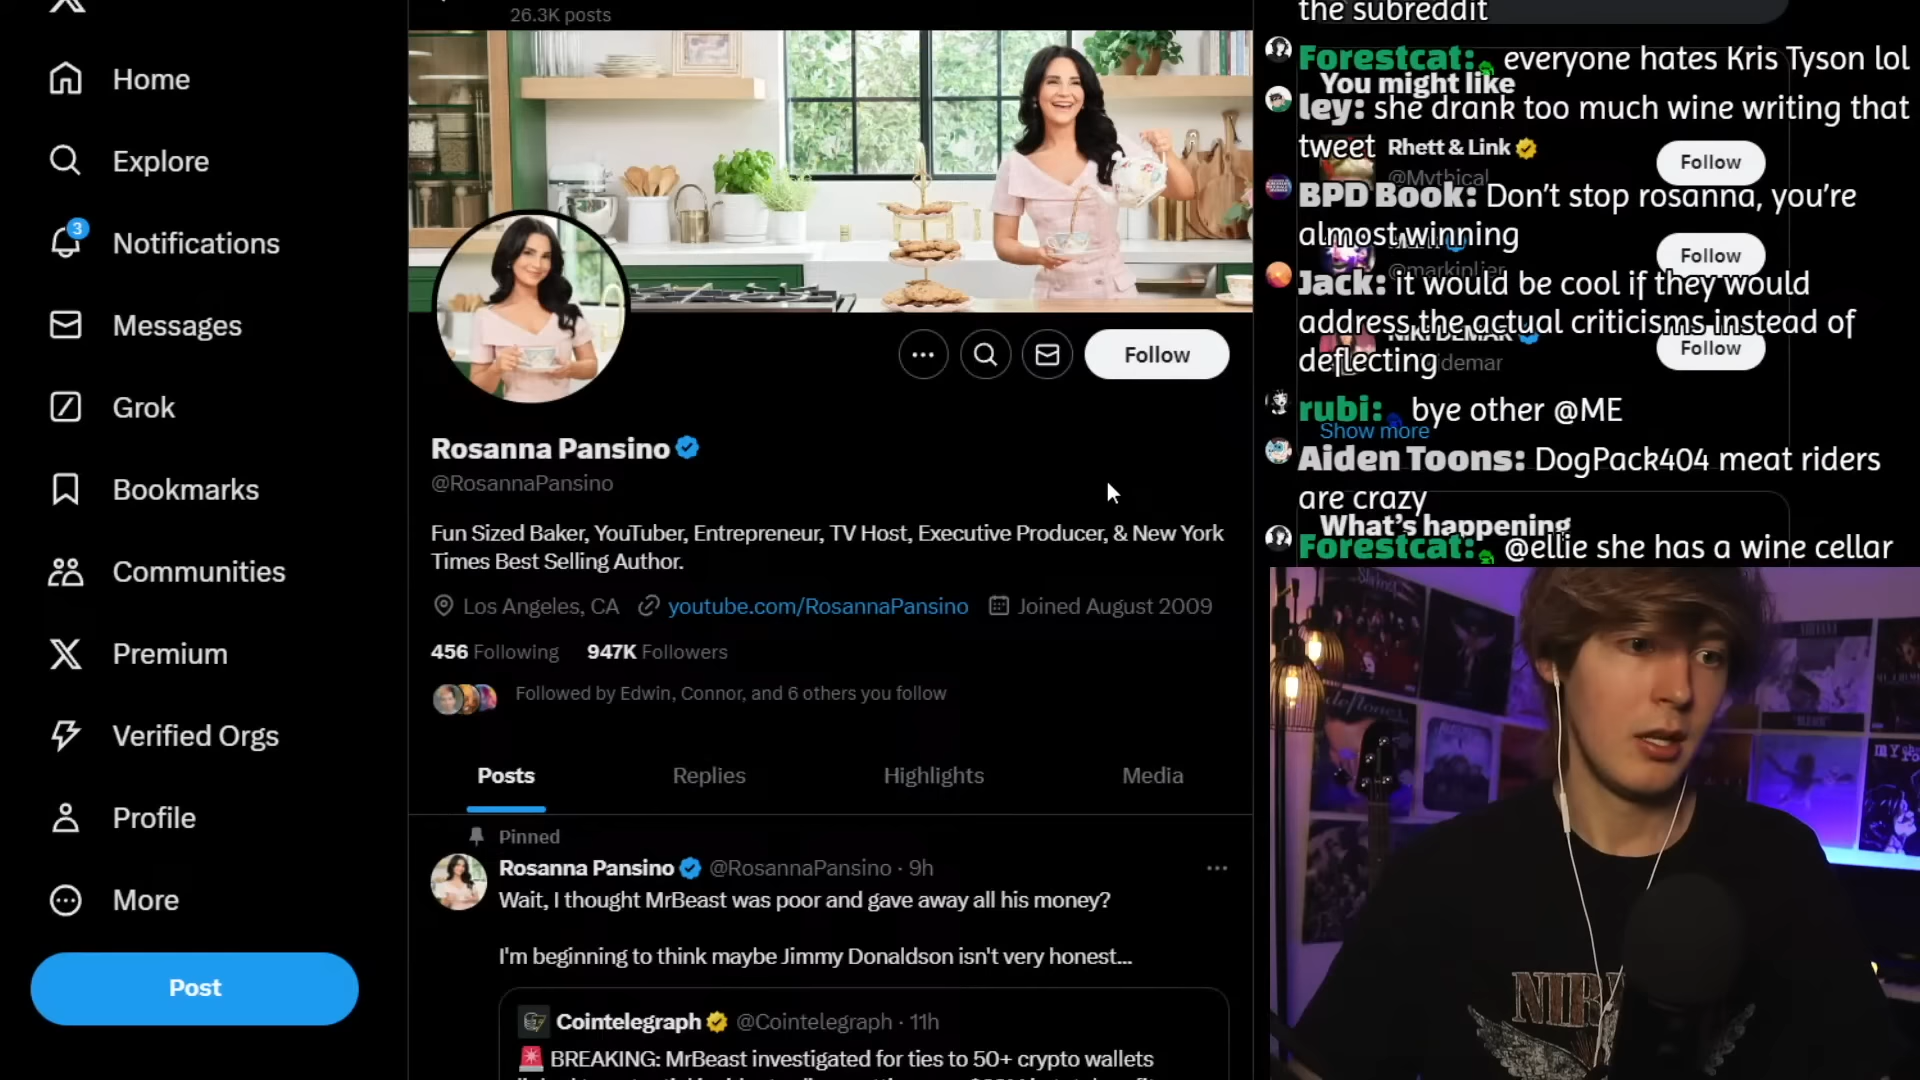 26.3K posts
Home
Explore
3
Notifications
Messages
Grok
Bookmarks
Communities
Premium
Verified Orgs
Profile
More
Post
Follow
Rosanna Pansino
@RosannaPansino
Fun Sized Baker, YouTuber, Entrepreneur, TV Host, Executive Producer, & New York
Times Best Selling Author.
Los Angeles, CA youtube.com/RosannaPansino Joined August 2009
456 Following 947K Followers
Followed by Edwin, Connor, and 6 others you follow
Posts Replies Highlights Media
Pinned
Rosanna Pansino @RosannaPansino · 9h
Wait, I thought MrBeast was poor and gave away all his money?
I'm beginning to think maybe Jimmy Donaldson isn't very honest...
Cointelegraph @Cointelegraph · 11h
BREAKING: MrBeast investigated for ties to 50+ crypto wallets
the subreddit
Forestcat: everyone hates Kris Tyson lol
You might like
ley: she drank too much wine writing that
tweet
Rhett & Link
@Mythical
Follow
BPD Book: Don't stop rosanna, you're
almost winning
@markiplier
Follow
Jack: it would be cool if they would
address the actual criticisms instead of
deflecting
NIKI DEMAR
demar
Follow
rubi: bye other @ME
Show more
Aiden Toons: DogPack404 meat riders
are crazy
What's happening
Forestcat: @ellie she has a wine cellar
deftones